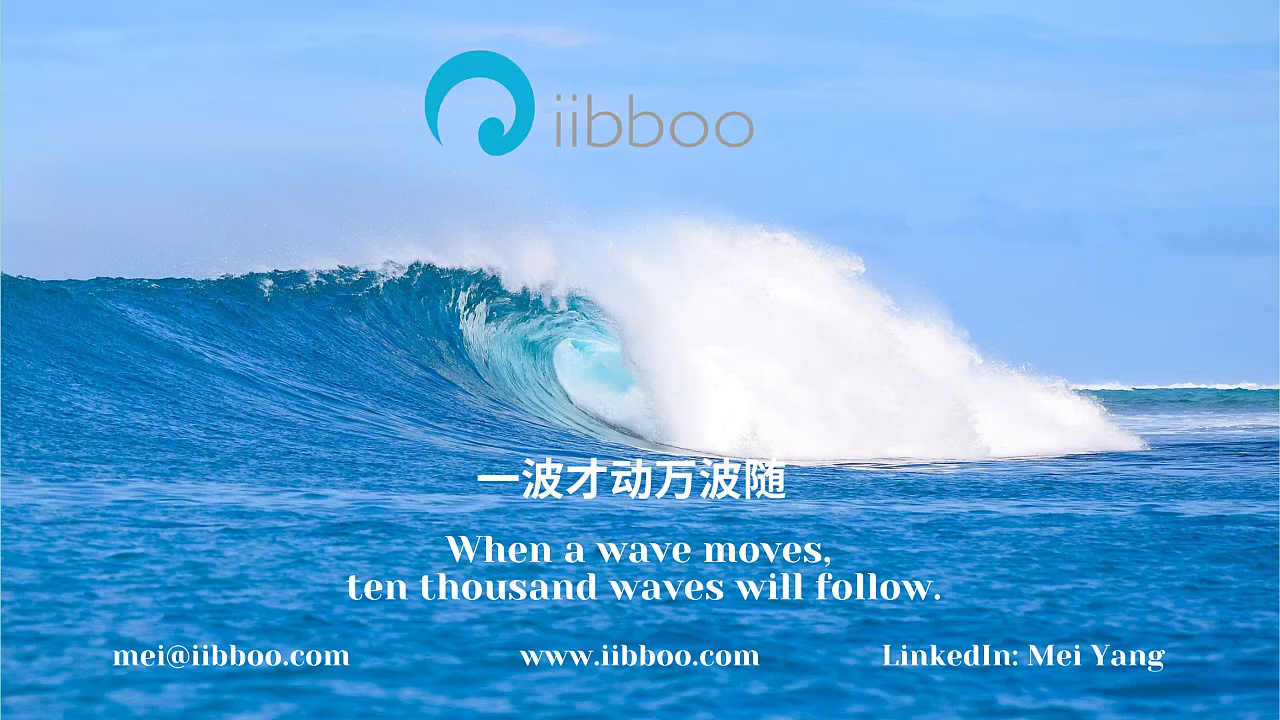 iibboo
一波才动万波随
When a wave moves,
ten thousand waves will follow.
mei@iibboo.com
www.iibboo.com
LinkedIn: Mei Yang